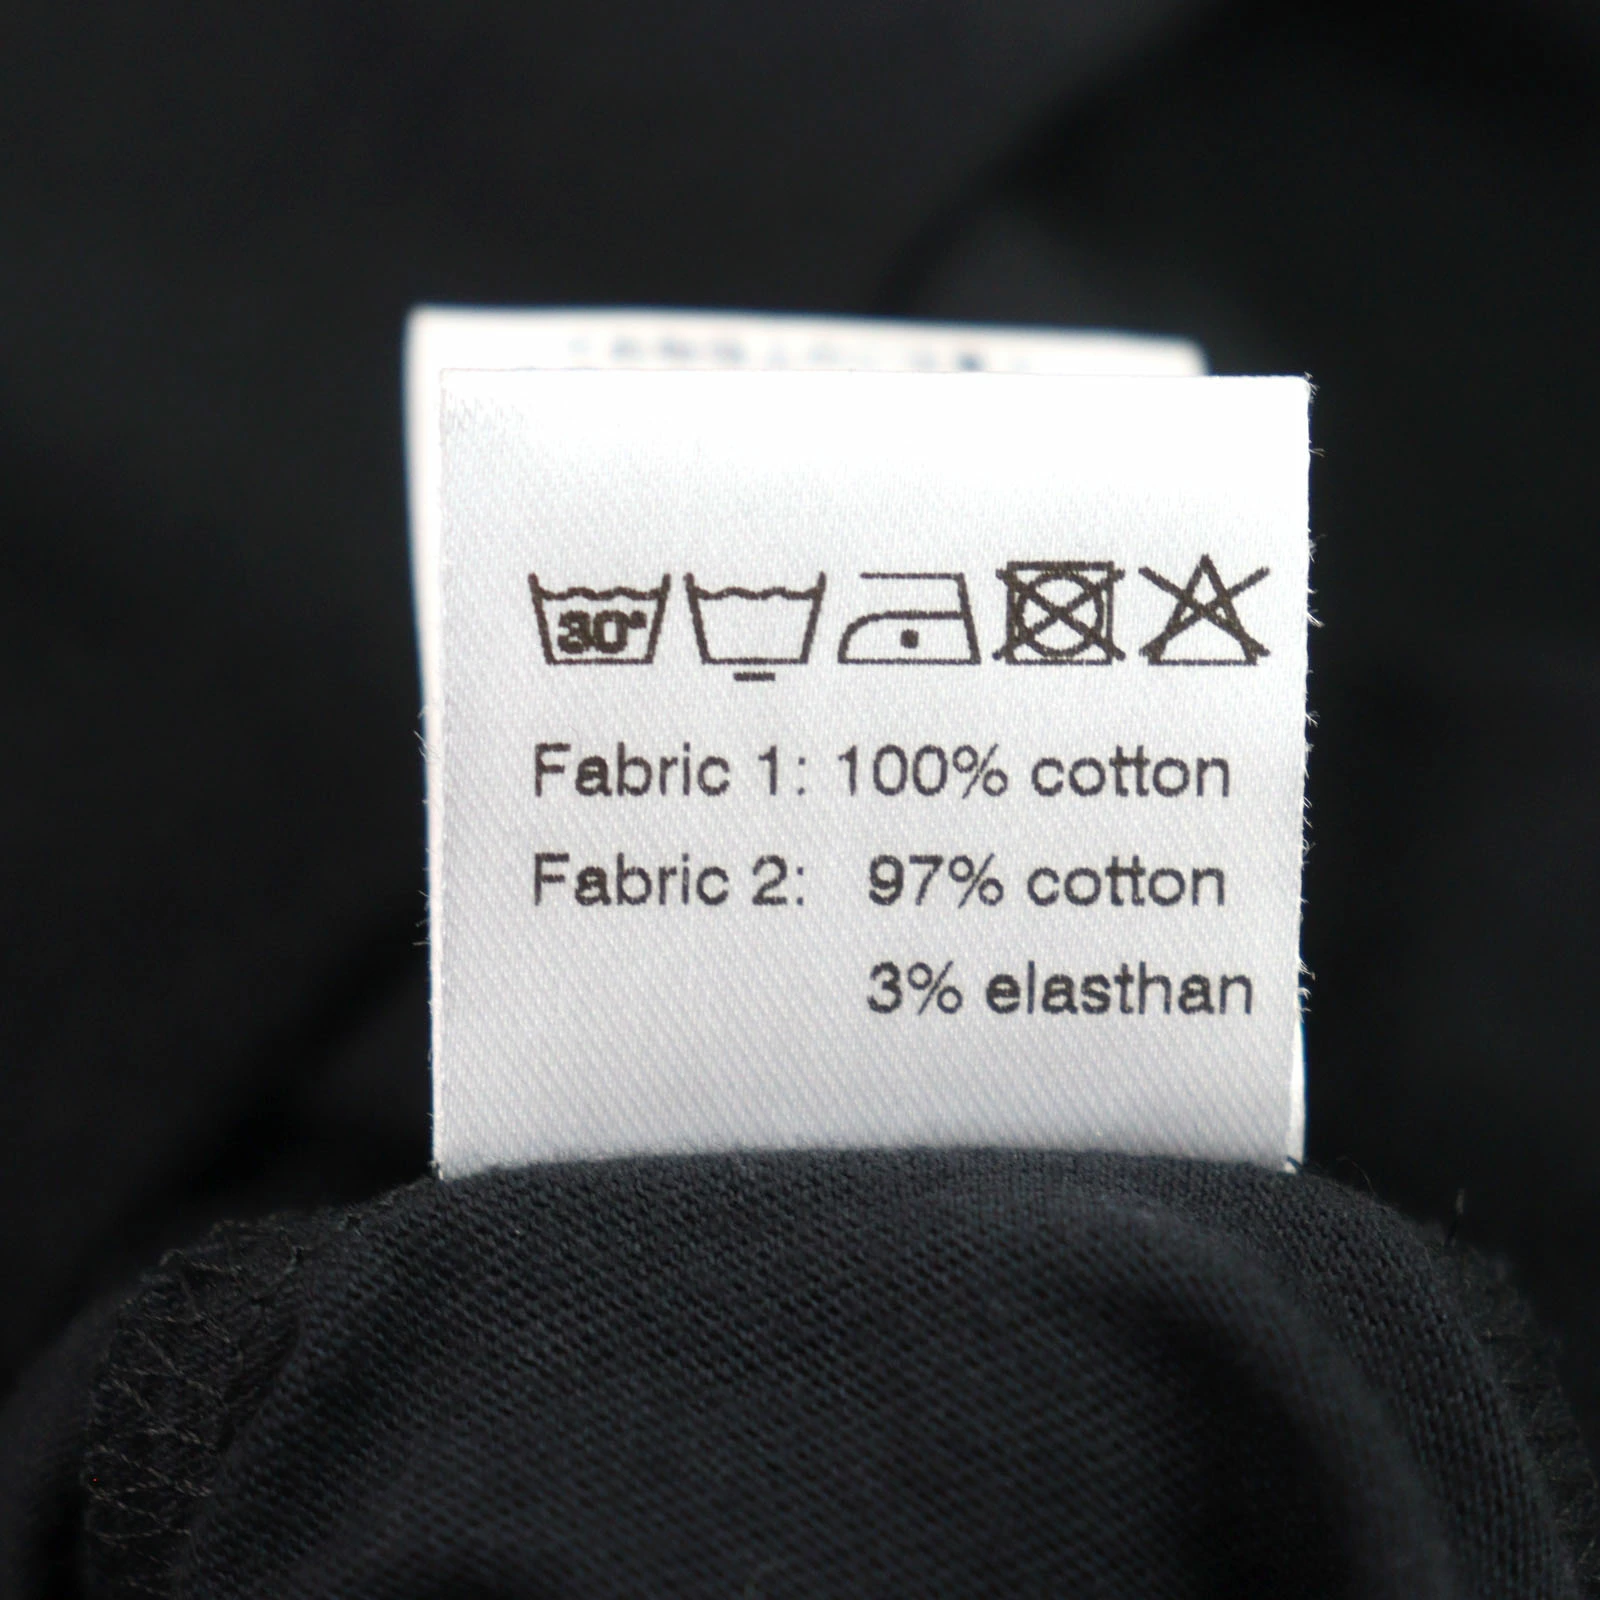 30°
Fabric 1: 100% cotton
Fabric 2: 97% cotton
3% elasthan